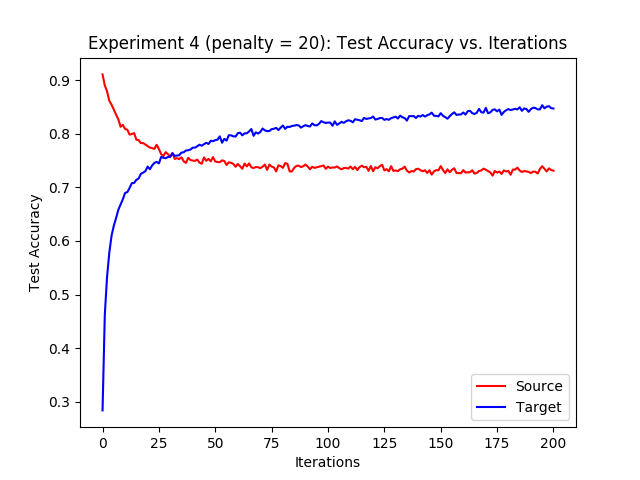 Experiment 4 (penalty = 20): Test Accuracy vs. Iterations
0.9
0.8
0.7
0.6
0.5
0.4
0.3
Test Accuracy
Source
Target
0 25 50 75 100 125 150 175 200
Iterations